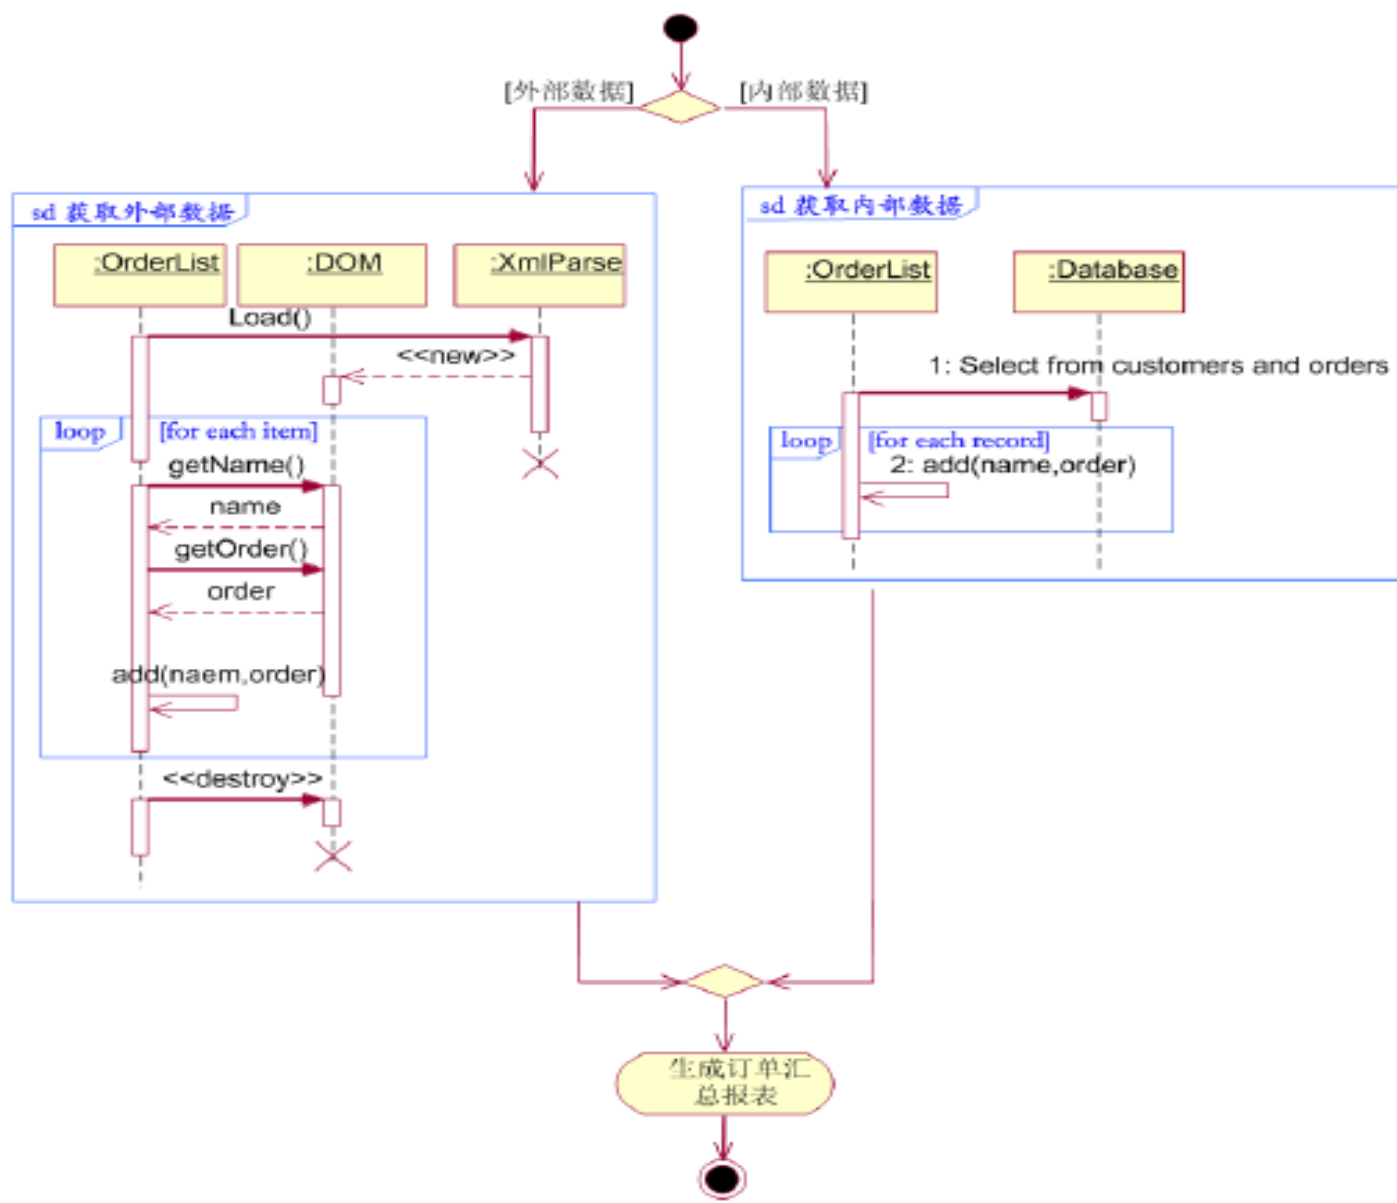 [外部数据]
[内部数据]
sd 获取外部数据
:OrderList
:DOM
:XmlParse
Load()
<<new>>
loop
[for each item]
getName()
name
getOrder()
order
add(naem,order)
<<destroy>>
sd 获取内部数据
:OrderList
:Database
1: Select from customers and orders
loop
[for each record]
2: add(name,order)
生成订单汇
总报表